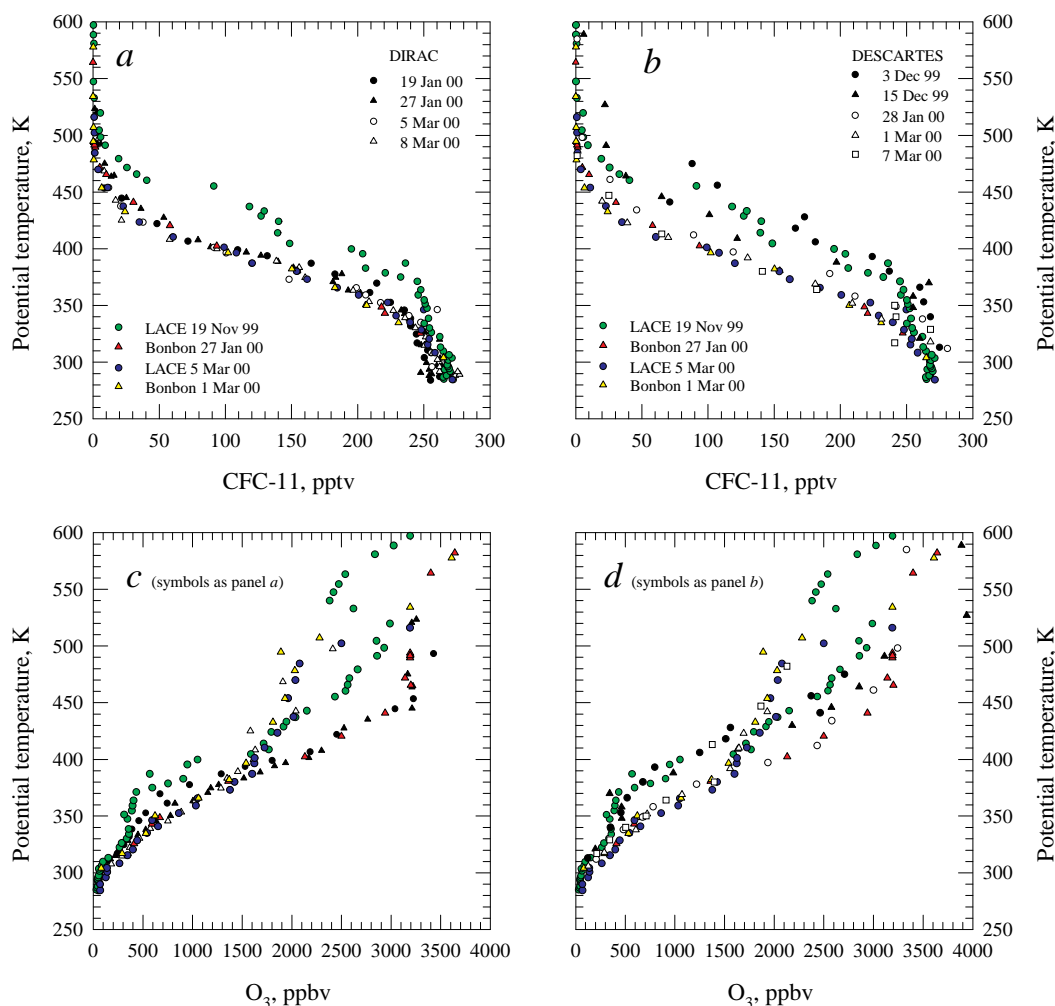 600
550
500
450
400
350
300
250
Potential temperature, K
a
DIRAC
19 Jan 00
27 Jan 00
5 Mar 00
8 Mar 00
LACE 19 Nov 99
Bonbon 27 Jan 00
LACE 5 Mar 00
Bonbon 1 Mar 00
0 50 100 150 200 250 300
CFC-11, pptv
b
DESCARTES
3 Dec 99
15 Dec 99
28 Jan 00
1 Mar 00
7 Mar 00
LACE 19 Nov 99
Bonbon 27 Jan 00
LACE 5 Mar 00
Bonbon 1 Mar 00
600
550
500
450
400
350
300
250
Potential temperature, K
0 50 100 150 200 250 300
CFC-11, pptv
600
550
500
450
400
350
300
250
Potential temperature, K
c (symbols as panel a)
0 500 1000 1500 2000 2500 3000 3500 4000
O3, ppbv
d (symbols as panel b)
600
550
500
450
400
350
300
250
Potential temperature, K
0 500 1000 1500 2000 2500 3000 3500 4000
O3, ppbv